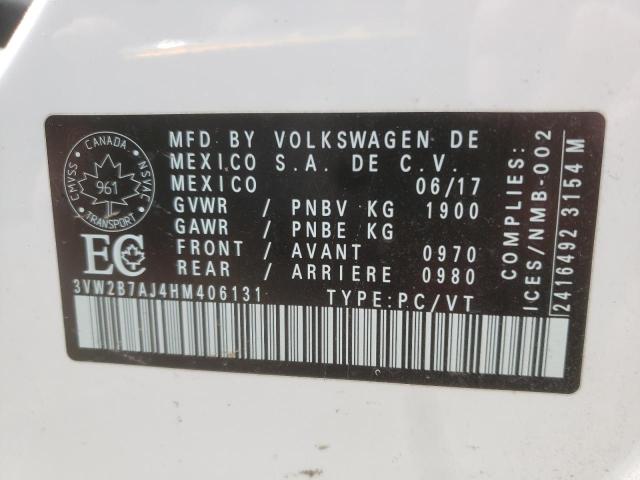 MFD BY VOLKSWAGEN DE
MEXICO S.A. DE C.V.
MEXICO 06/17
GVWR / PNBV KG 1900
GAWR / PNBE KG
FRONT / AVANT 0970
REAR / ARRIERE 0980
3VW2B7AJ4HM406131 TYPE:PC/VT
CANADA
CMVSS
NSVAC
961
TRANSPORT
EC
COMPLIES:
ICES/NMB-002
2416492 3154 M